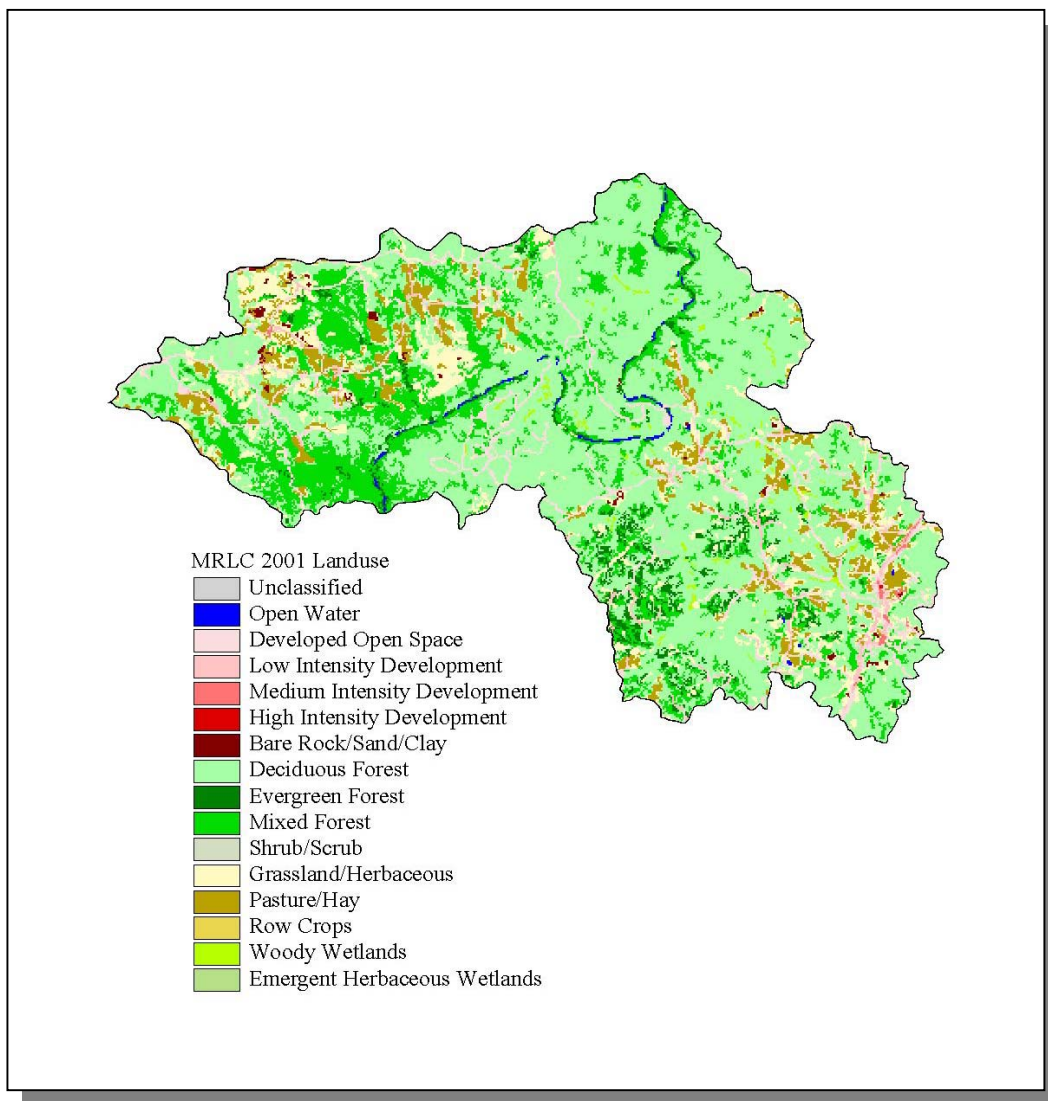 MRLC 2001 Landuse
Unclassified
Open Water
Developed Open Space
Low Intensity Development
Medium Intensity Development
High Intensity Development
Bare Rock/Sand/Clay
Deciduous Forest
Evergreen Forest
Mixed Forest
Shrub/Scrub
Grassland/Herbaceous
Pasture/Hay
Row Crops
Woody Wetlands
Emergent Herbaceous Wetlands